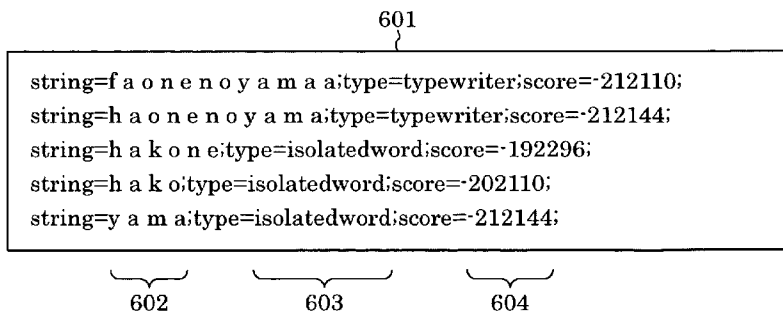 601
string=f a o n e n o y a m a a;type=typewriter;score=-212110;
string=h a o n e n o y a m a;type=typewriter;score=-212144;
string=h a k o n e;type=isolatedword;score=-192296;
string=h a k o;type=isolatedword;score=-202110;
string=y a m a;type=isolatedword;score=-212144;
602 603 604